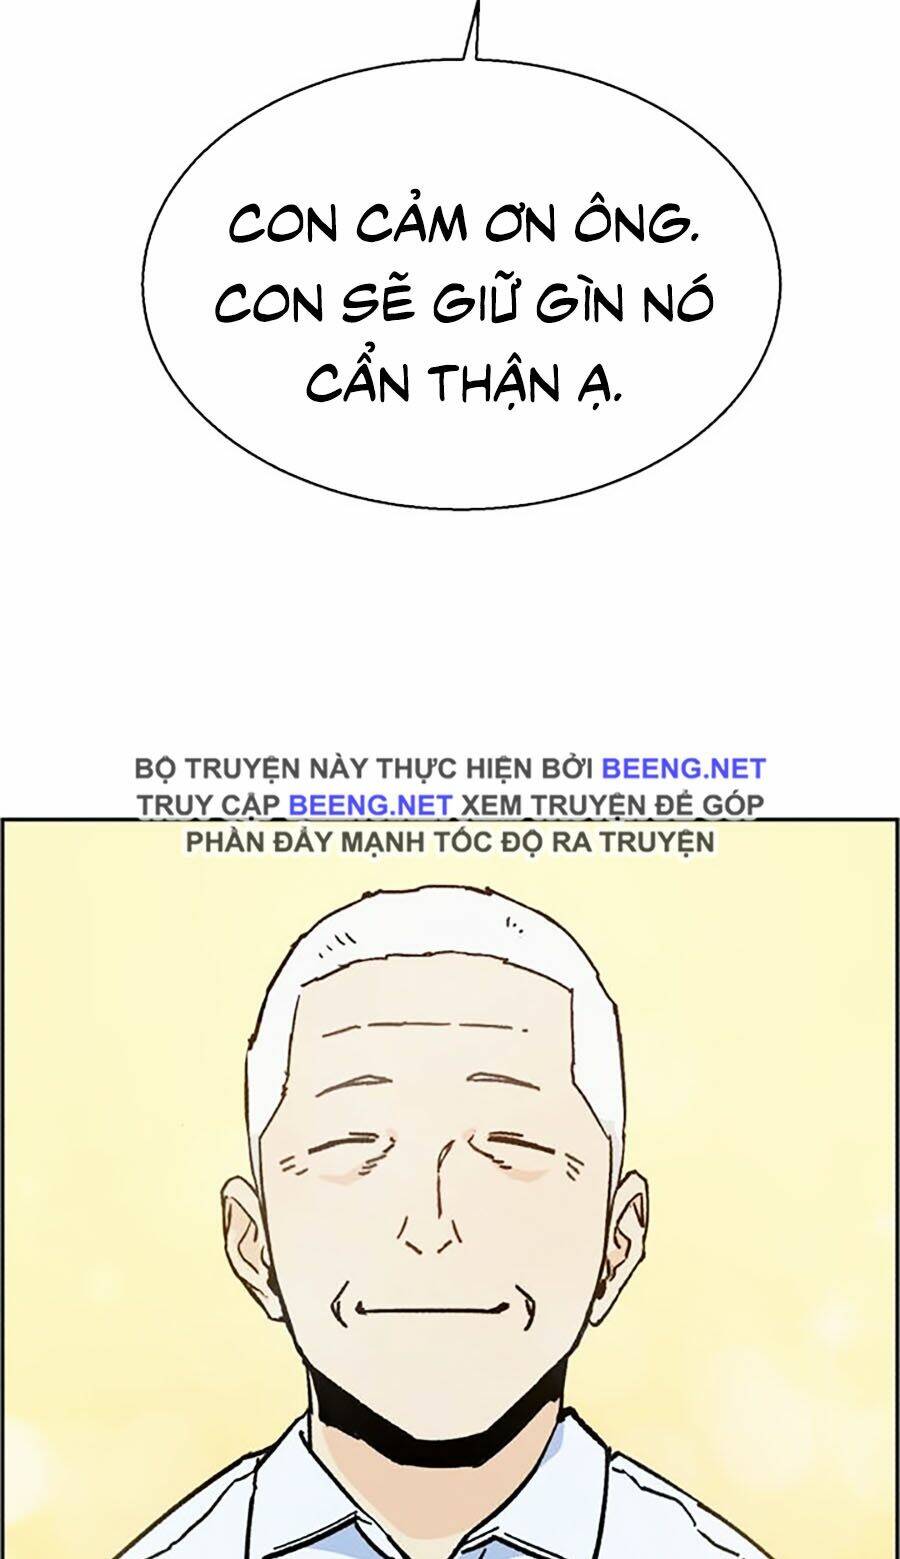 CON CẢM ƠN ÔNG.
CON SẼ GIỮ GÌN NÓ
CẨN THẬN Ạ.
BỘ TRUYỆN NÀY THỰC HIỆN BỞI BEENG.NET
TRUY CẬP BEENG.NET XEM TRUYỆN ĐỂ GÓP
PHẦN ĐẨY MẠNH TỐC ĐỘ RA TRUYỆN